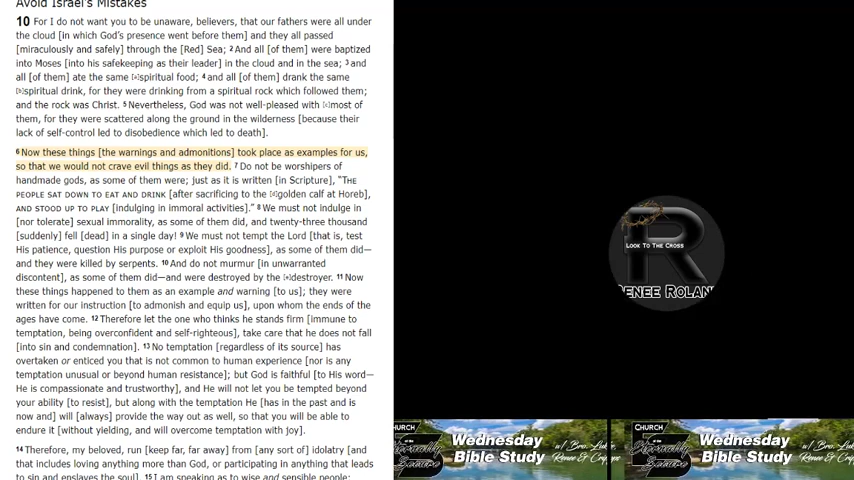 Avoid Israel's Mistakes
10 For I do not want you to be unaware, believers, that our fathers were all under
the cloud [in which God's presence went before them] and they all passed
[miraculously and safely] through the [Red] Sea; 2 And all [of them] were baptized
into Moses [into his safekeeping as their leader] in the cloud and in the sea; 3 and
all [of them] ate the same [a]spiritual food; 4 and all [of them] drank the same
[b]spiritual drink, for they were drinking from a spiritual rock which followed them;
and the rock was Christ. 5 Nevertheless, God was not well-pleased with [c]most of
them, for they were scattered along the ground in the wilderness [because their
lack of self-control led to disobedience which led to death].
6 Now these things [the warnings and admonitions] took place as examples for us,
so that we would not crave evil things as they did. 7 Do not be worshipers of
handmade gods, as some of them were; just as it is written [in Scripture], "THE
PEOPLE SAT DOWN TO EAT AND DRINK [after sacrificing to the [d]golden calf at Horeb],
AND STOOD UP TO PLAY [indulging in immoral activities]." 8 We must not indulge in
[nor tolerate] sexual immorality, as some of them did, and twenty-three thousand
[suddenly] fell [dead] in a single day! 9 We must not tempt the Lord [that is, test
His patience, question His purpose or exploit His goodness], as some of them did—
and they were killed by serpents. 10 And do not murmur [in unwarranted
discontent], as some of them did—and were destroyed by the [e]destroyer. 11 Now
these things happened to them as an example and warning [to us]; they were
written for our instruction [to admonish and equip us], upon whom the ends of the
ages have come. 12 Therefore let the one who thinks he stands firm [immune to
temptation, being overconfident and self-righteous], take care that he does not fall
[into sin and condemnation]. 13 No temptation [regardless of its source] has
overtaken or enticed you that is not common to human experience [nor is any
temptation unusual or beyond human resistance]; but God is faithful [to His word—
He is compassionate and trustworthy], and He will not let you be tempted beyond
your ability [to resist], but along with the temptation He [has in the past and is
now and] will [always] provide the way out as well, so that you will be able to
endure it [without yielding, and will overcome temptation with joy].
14 Therefore, my beloved, run [keep far, far away] from [any sort of] idolatry [and
that includes loving anything more than God, or participating in anything that leads
to sin and enslaves the soul]. 15 I am speaking as to wise and sensible people;
R
LOOK TO THE CROSS
RENEE ROLAND
CHURCH
of the
Eternally
Secure
Wednesday
Bible Study
w/ Bro. Luke,
Renee &
CHURCH
of the
Eternally
Secure
Wednesday
Bible Study
w/ Bro. Luke,
Renee &